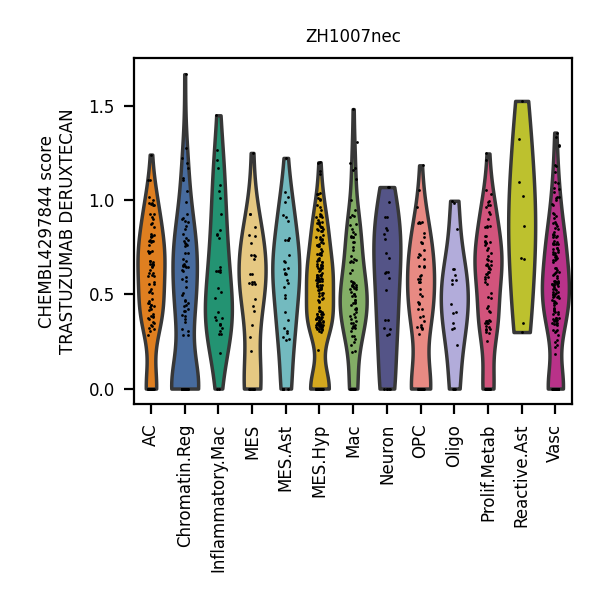 ZH1007nec
CHEMBL4297844 score
TRASTUZUMAB DERUXTECAN
1.5
1.0
0.5
0.0
AC
Chromatin.Reg
Inflammatory.Mac
MES
MES.Ast
MES.Hyp
Mac
Neuron
OPC
Oligo
Prolif.Metab
Reactive.Ast
Vasc